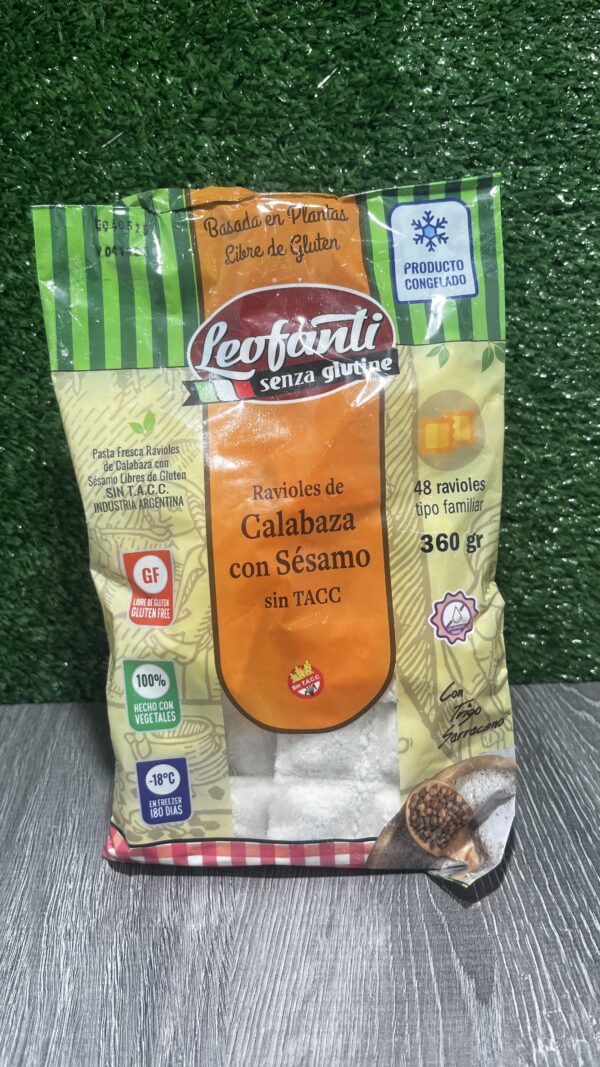 Basada en Plantas
Libre de Gluten
PRODUCTO
CONGELADO
Leofanti
senza glutine
Pasta Fresca Ravioles
de Calabaza con
Sésamo Libres de Gluten
SIN T.A.C.C.
INDUSTRIA ARGENTINA
Ravioles de
Calabaza
con Sésamo
sin TACC
48 ravioles
tipo familiar
360 gr
GF
LIBRE DE GLUTEN
GLUTEN FREE
100%
HECHO CON
VEGETALES
Sin T.A.C.C.
-18°C
EN FREEZER
180 DIAS
Con
Trigo
Sarraceno